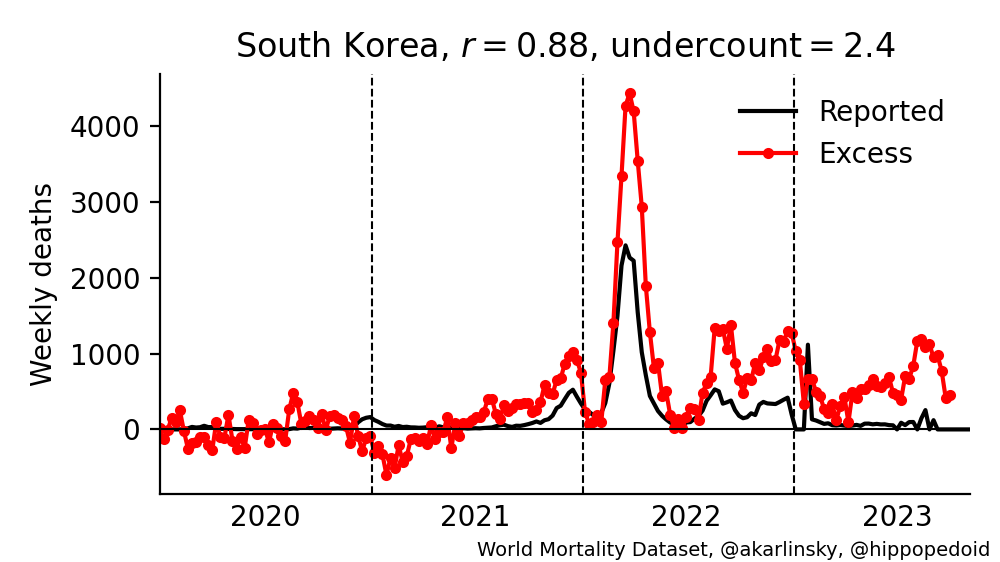 South Korea, r = 0.88, undercount = 2.4
Weekly deaths
4000
3000
2000
1000
0
Reported
Excess
2020 2021 2022 2023
World Mortality Dataset, @akarlinsky, @hippopedoid